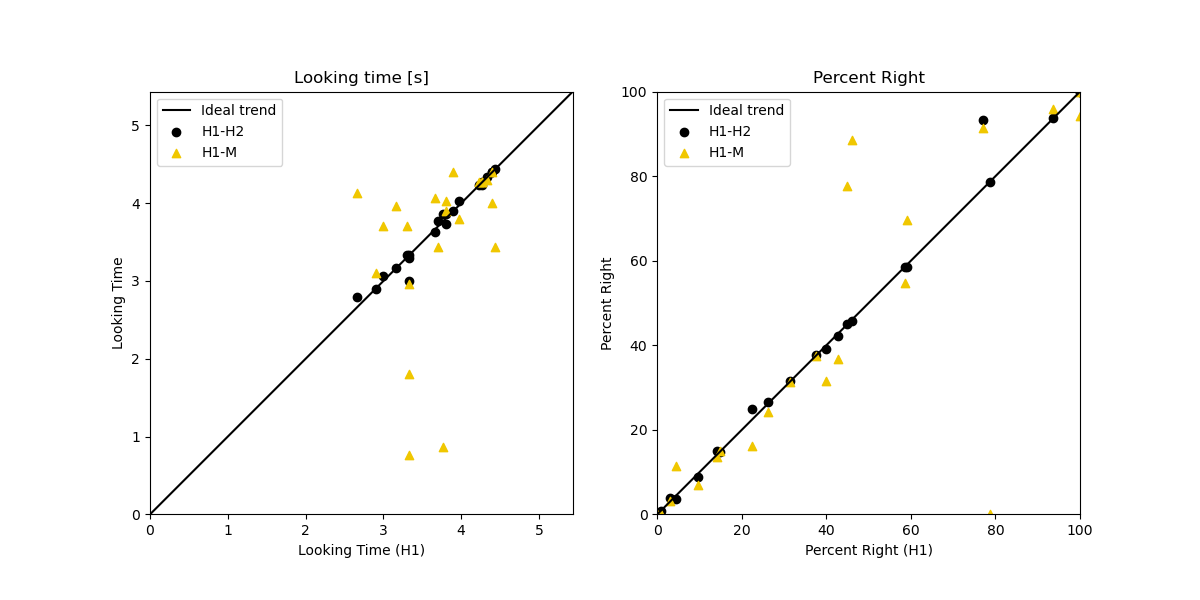 Looking time [s]
Ideal trend
H1-H2
H1-M
5
4
3
2
1
0
0 1 2 3 4 5
Looking Time
Looking Time (H1)
Percent Right
Ideal trend
H1-H2
H1-M
100
80
60
40
20
0
0 20 40 60 80 100
Percent Right
Percent Right (H1)